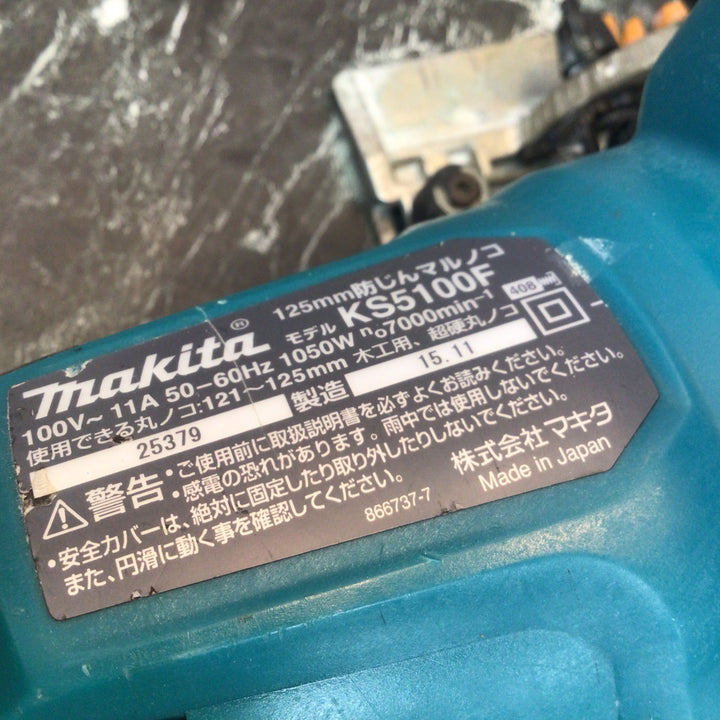 125mm防じんマルノコ
makita®
モデル KS5100F
408
100V～ 11A 50－60Hz 1050W n₀7000min⁻¹
使用できる丸ノコ:121～125mm 木工用、超硬丸ノコ
25379
製造 15.11
警告
・ご使用前に取扱説明書を必ずよくお読みください。
・感電の恐れがあります。雨中では使用しないでください。
・安全カバーは、絶対に固定したり取り外したりしないでください。
また、円滑に動く事を確認してください。
866737-7
株式会社 マキタ
Made in Japan